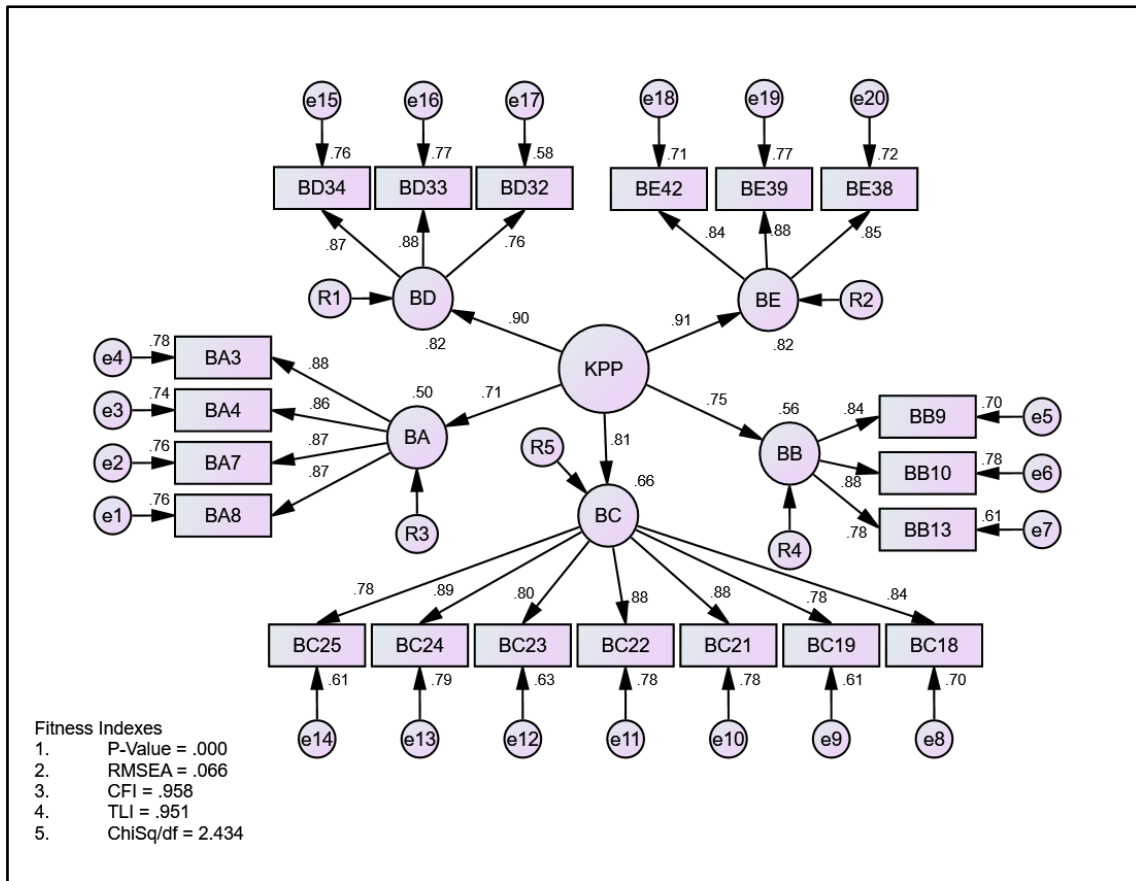 e15 e16 e17 e18 e19 e20
.76 .77 .58 .71 .77 .72
BD34 BD33 BD32 BE42 BE39 BE38
.87 .88 .76 .84 .88 .85
R1 BD BE R2
.82 .90 .91 .82
KPP
e4 .78 BA3 .88
e3 .74 BA4 .86
e2 .76 BA7 .87
e1 .76 BA8 .87
.50 .71 .75 .56
BA BB
.84 BB9 .70 e5
.88 BB10 .78 e6
.78 BB13 .61 e7
R3 R5 .81 .66 R4
BC
.78 .89 .80 .88 .88 .78 .84
BC25 BC24 BC23 BC22 BC21 BC19 BC18
.61 .79 .63 .78 .78 .61 .70
e14 e13 e12 e11 e10 e9 e8
Fitness Indexes
1. P-Value = .000
2. RMSEA = .066
3. CFI = .958
4. TLI = .951
5. ChiSq/df = 2.434